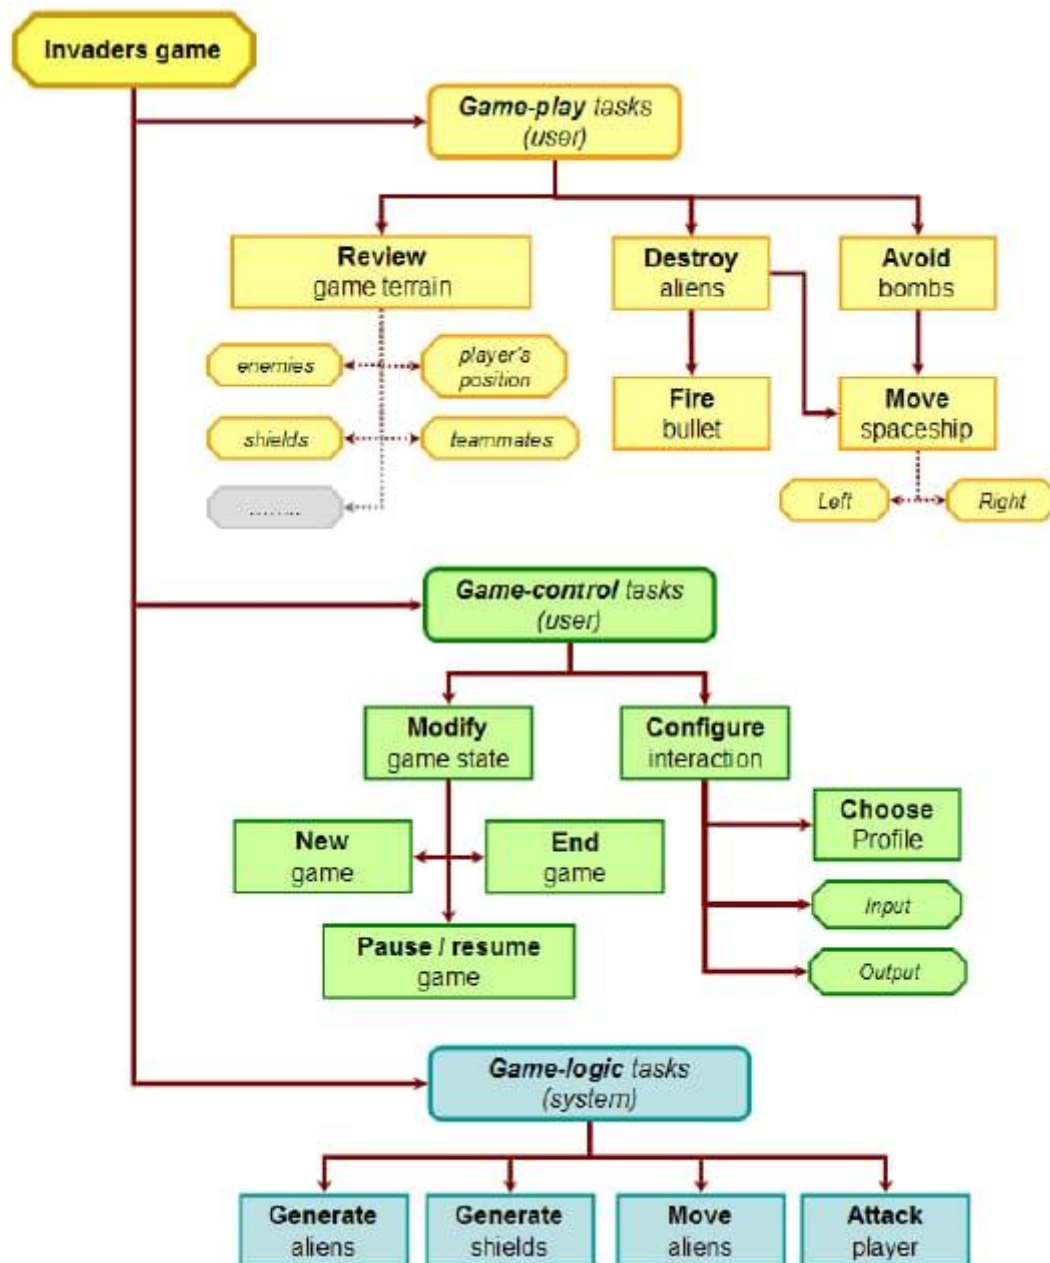 Invaders game
Game-play tasks
(user)
Review
game terrain
Destroy
aliens
Avoid
bombs
enemies
player's
position
Fire
bullet
Move
spaceship
shields
teammates
........
Left
Right
Game-control tasks
(user)
Modify
game state
Configure
interaction
New
game
End
game
Choose
Profile
Input
Pause / resume
game
Output
Game-logic tasks
(system)
Generate
aliens
Generate
shields
Move
aliens
Attack
player